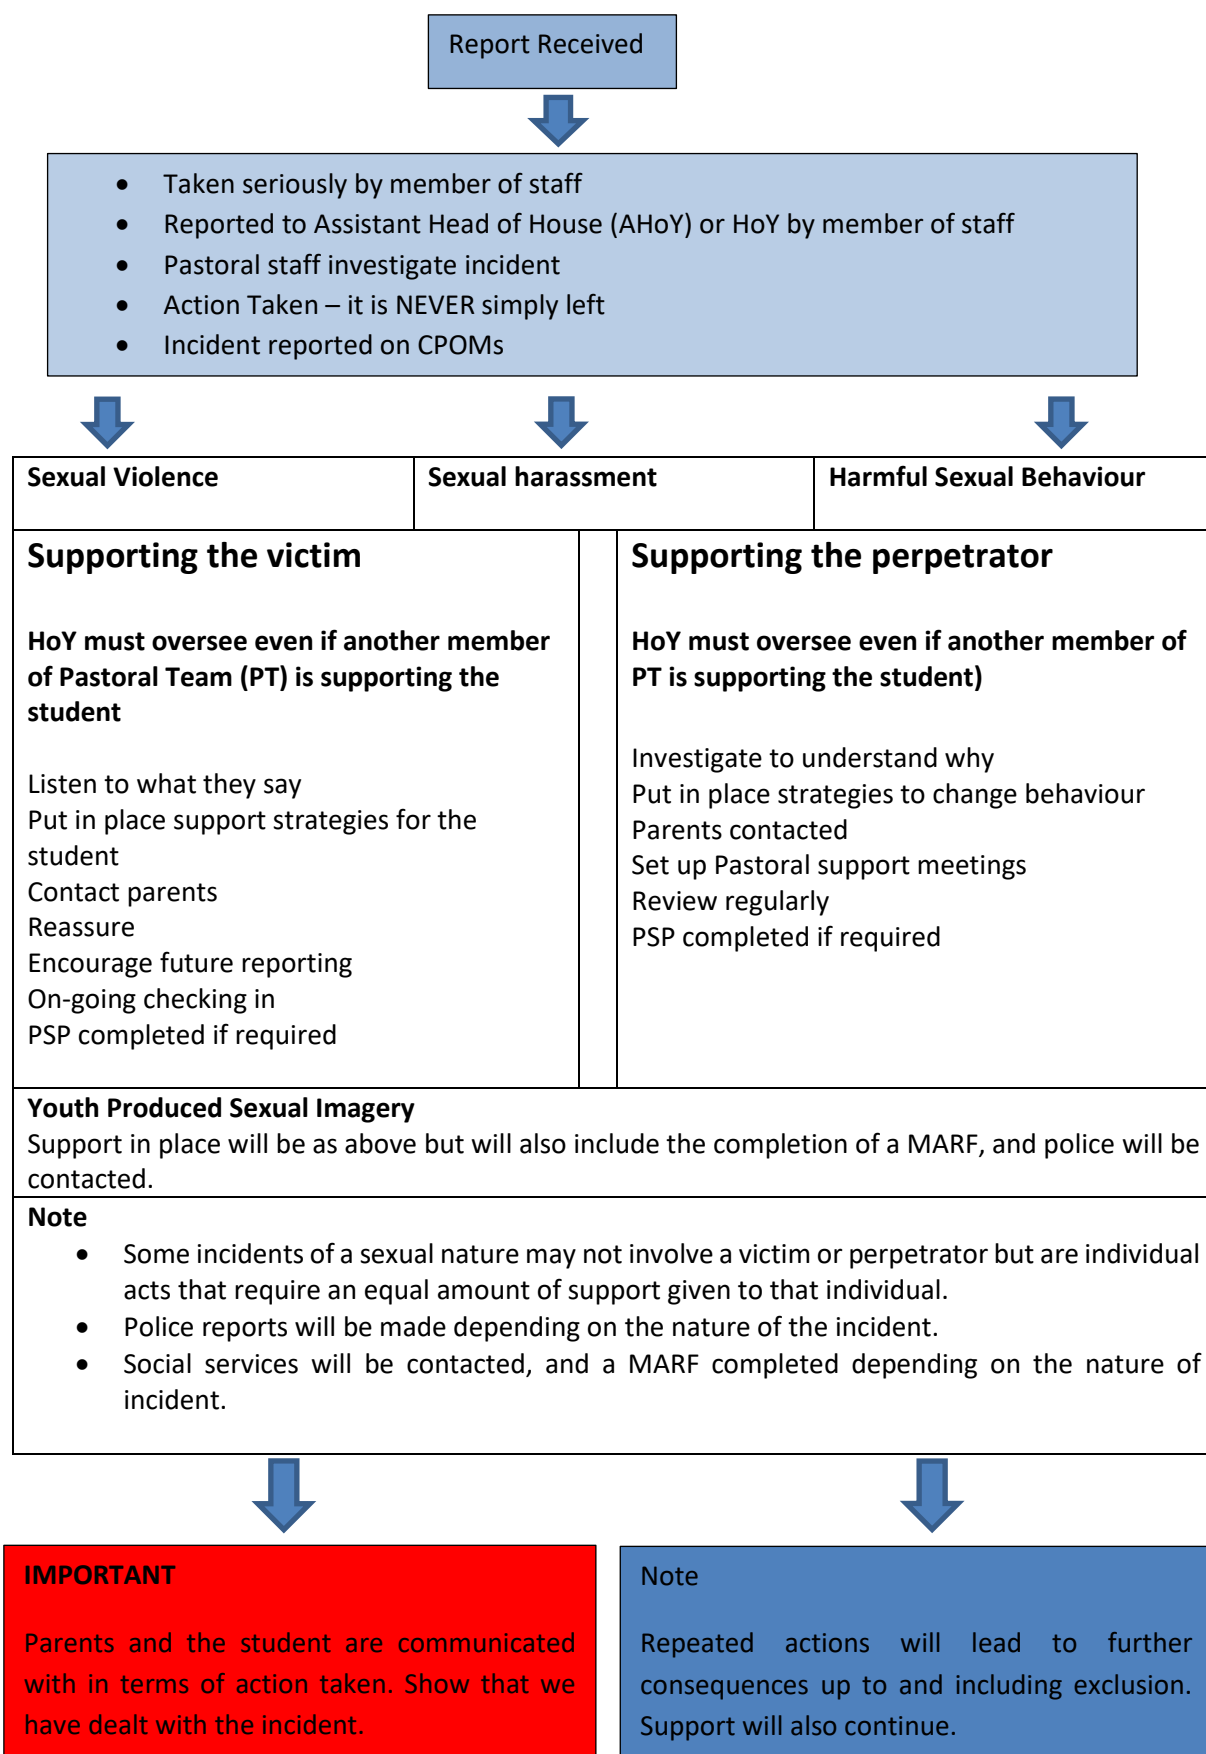 Report Received
• Taken seriously by member of staff
• Reported to Assistant Head of House (AHoY) or HoY by member of staff
• Pastoral staff investigate incident
• Action Taken – it is NEVER simply left
• Incident reported on CPOMs
Sexual Violence
Sexual harassment
Harmful Sexual Behaviour
Supporting the victim
HoY must oversee even if another member
of Pastoral Team (PT) is supporting the
student
Listen to what they say
Put in place support strategies for the
student
Contact parents
Reassure
Encourage future reporting
On-going checking in
PSP completed if required
Supporting the perpetrator
HoY must oversee even if another member of
PT is supporting the student)
Investigate to understand why
Put in place strategies to change behaviour
Parents contacted
Set up Pastoral support meetings
Review regularly
PSP completed if required
Youth Produced Sexual Imagery
Support in place will be as above but will also include the completion of a MARF, and police will be
contacted.
Note
• Some incidents of a sexual nature may not involve a victim or perpetrator but are individual
acts that require an equal amount of support given to that individual.
• Police reports will be made depending on the nature of the incident.
• Social services will be contacted, and a MARF completed depending on the nature of
incident.
IMPORTANT
Parents and the student are communicated
with in terms of action taken. Show that we
have dealt with the incident.
Note
Repeated actions will lead to further
consequences up to and including exclusion.
Support will also continue.